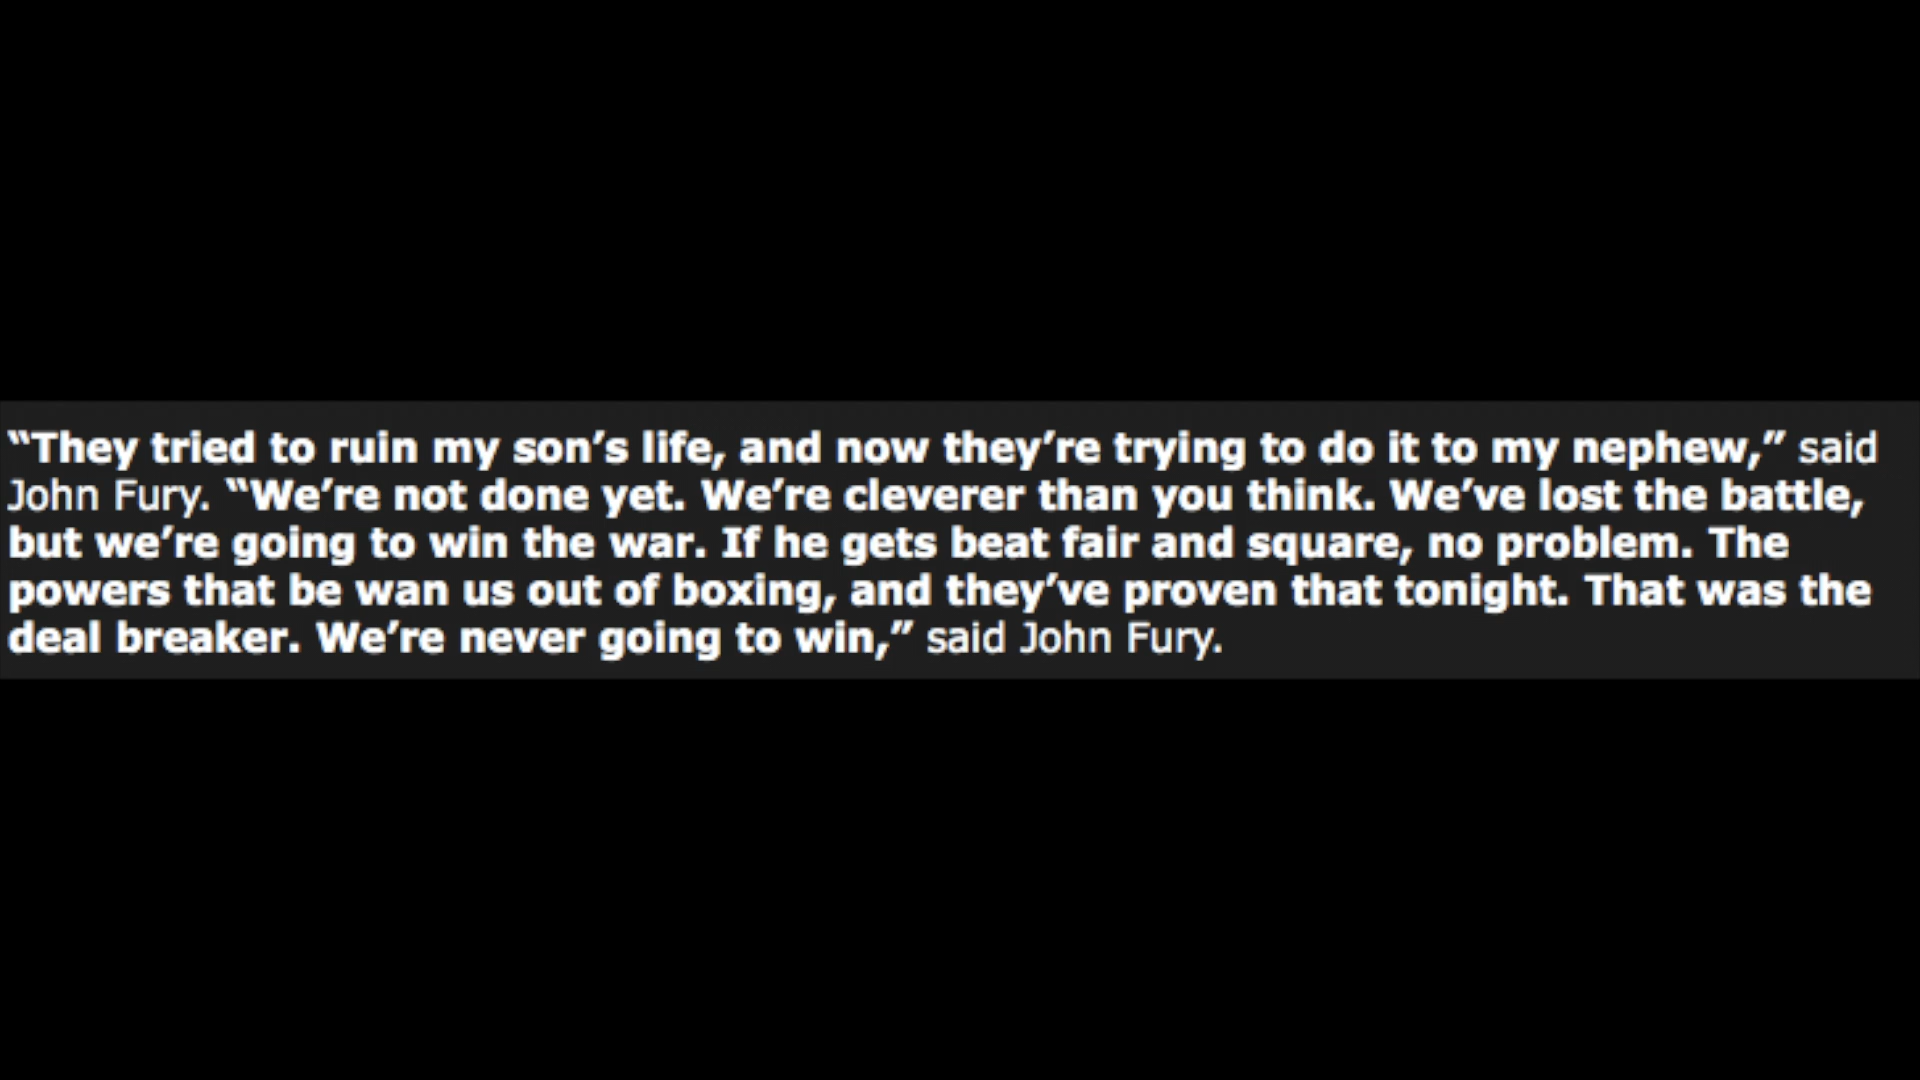 “They tried to ruin my son’s life, and now they’re trying to do it to my nephew,” said
John Fury. “We’re not done yet. We’re cleverer than you think. We’ve lost the battle,
but we’re going to win the war. If he gets beat fair and square, no problem. The
powers that be wan us out of boxing, and they’ve proven that tonight. That was the
deal breaker. We’re never going to win,” said John Fury.